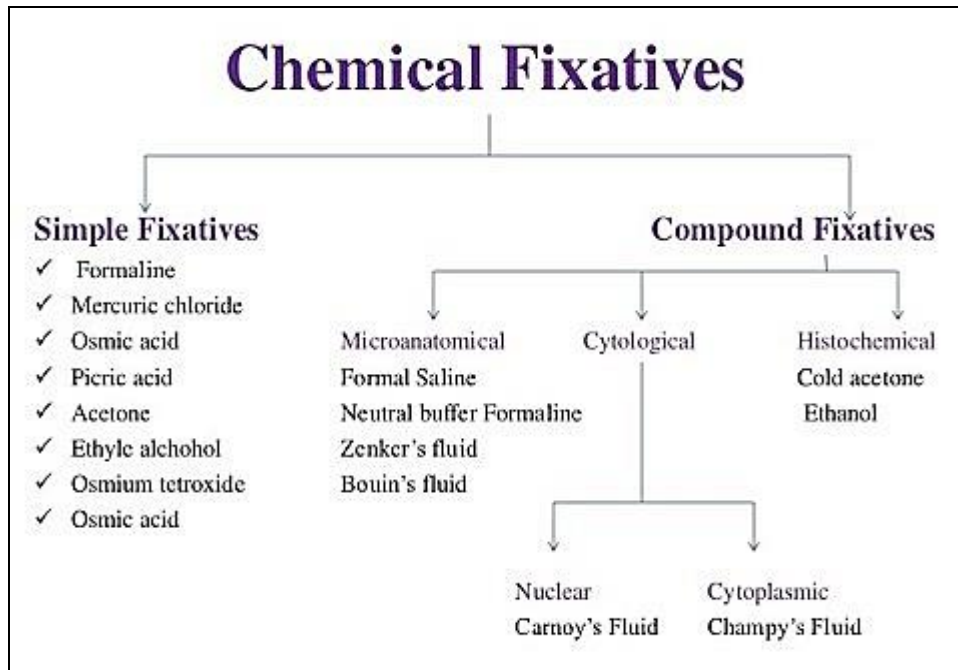 Chemical Fixatives
Simple Fixatives
✓ Formaline
✓ Mercuric chloride
✓ Osmic acid
✓ Picric acid
✓ Acetone
✓ Ethyle alchohol
✓ Osmium tetroxide
✓ Osmic acid
Compound Fixatives
Microanatomical
Formal Saline
Neutral buffer Formaline
Zenker's fluid
Bouin's fluid
Cytological
Nuclear
Carnoy's Fluid
Cytoplasmic
Champy's Fluid
Histochemical
Cold acetone
Ethanol